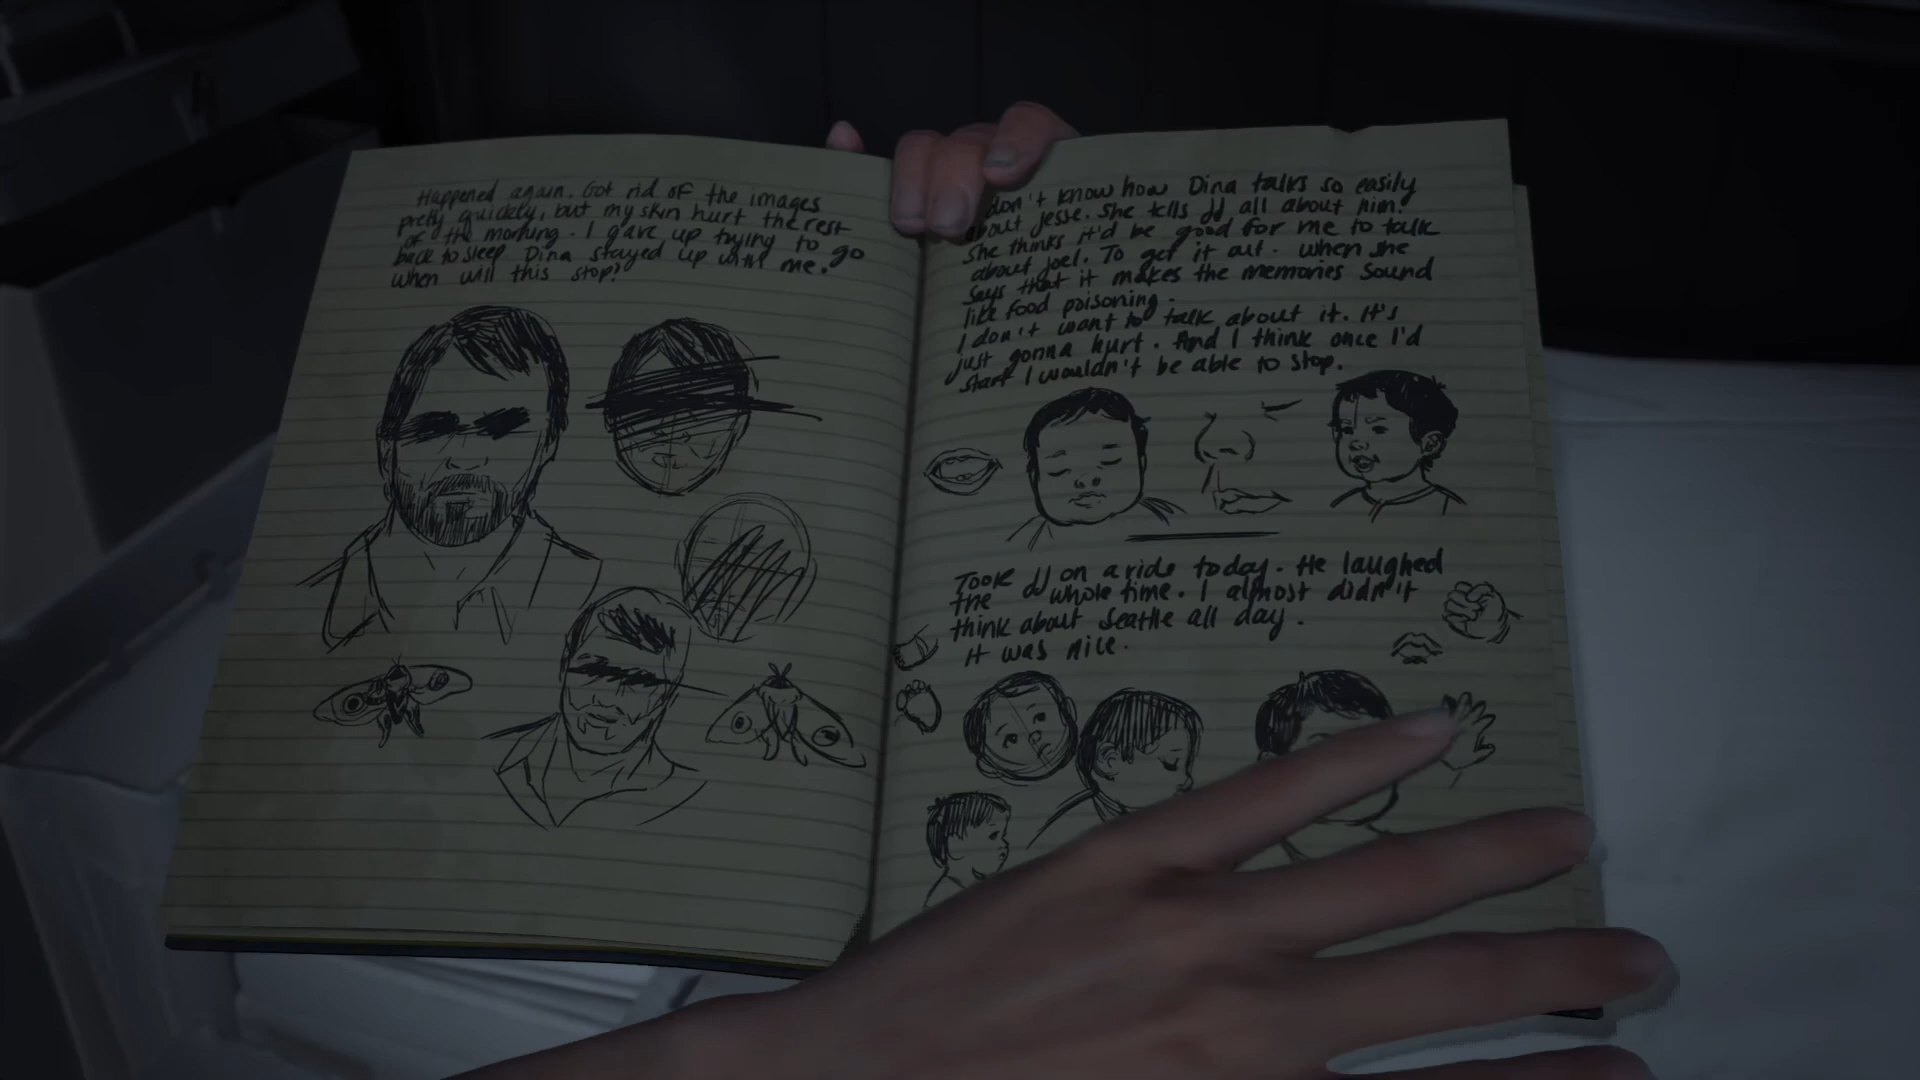 Happened again. Got rid of the images
pretty quickly, but my skin hurt the rest
of the morning. I gave up trying to go
back to sleep. Dina stayed up with me.
when will this stop?
don't know how Dina talks so easily
about Jesse. She tells JJ all about him.
She thinks it'd be good for me to talk
about Joel. To get it out. when she
says that it makes the memories sound
like food poisoning.
I don't want to talk about it. It's
just gonna hurt. And I think once I'd
start I wouldn't be able to stop.
Took JJ on a ride today. He laughed
the whole time. I almost didn't
think about Seattle all day.
It was nice.